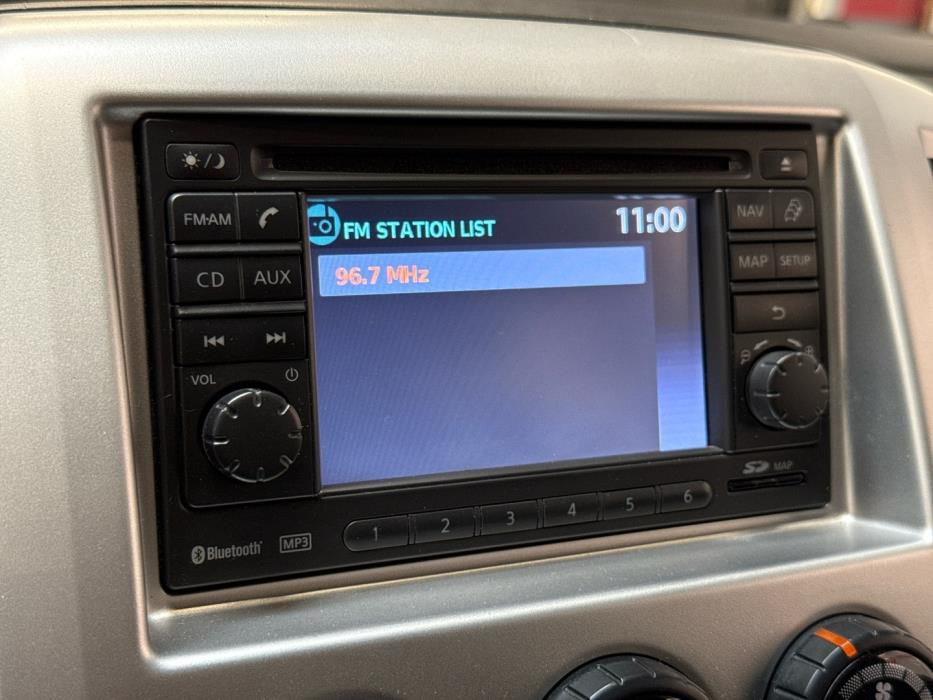 FM STATION LIST 11:00
96.7 MHz
FM·AM
CD AUX
VOL
NAV
MAP SETUP
SD MAP
1 2 3 4 5 6
Bluetooth MP3